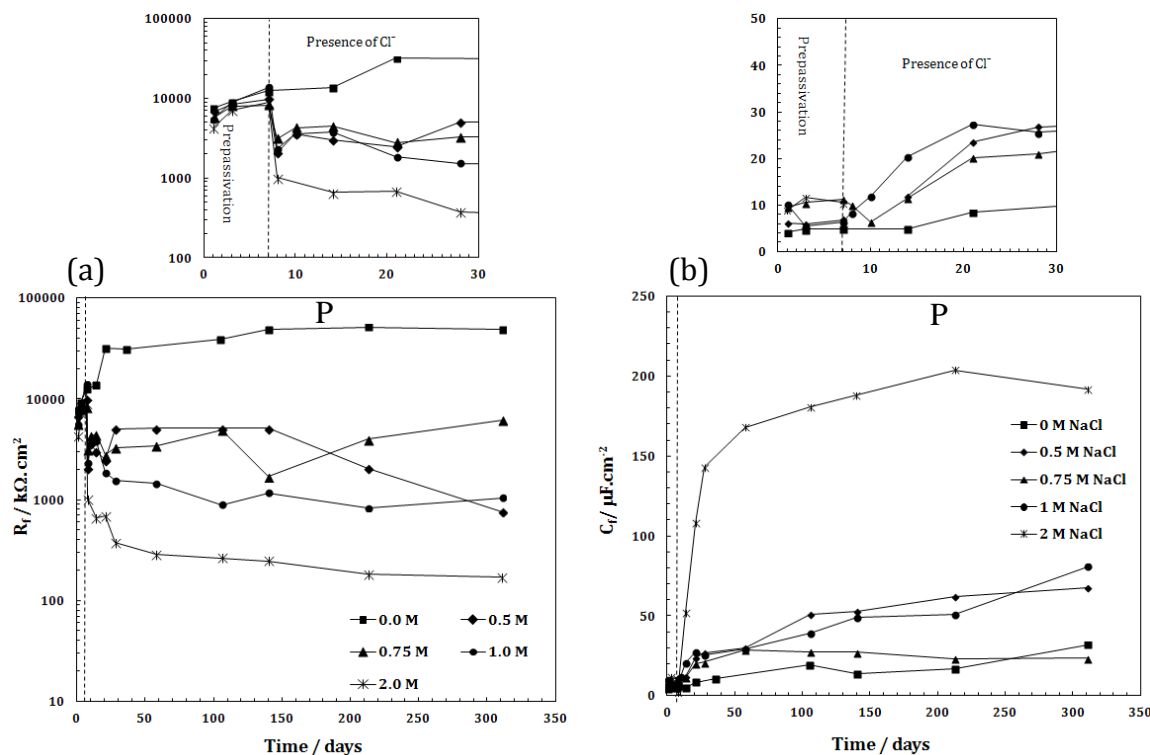 100000
10000
1000
100
0
10
20
30
Prepassivation
Presence of Cl⁻
50
40
30
20
10
0
0
10
20
30
Prepassivation
Presence of Cl⁻
(a)
(b)
P
100000
10000
1000
100
10
0
50
100
150
200
250
300
350
R_f / kΩ. cm²
Time / days
0.0 M
0.5 M
0.75 M
1.0 M
2.0 M
P
250
200
150
100
50
0
0
50
100
150
200
250
300
350
C_f/ µF.cm⁻²
Time / days
0 M NaCl
0.5 M NaCl
0.75 M NaCl
1 M NaCl
2 M NaCl